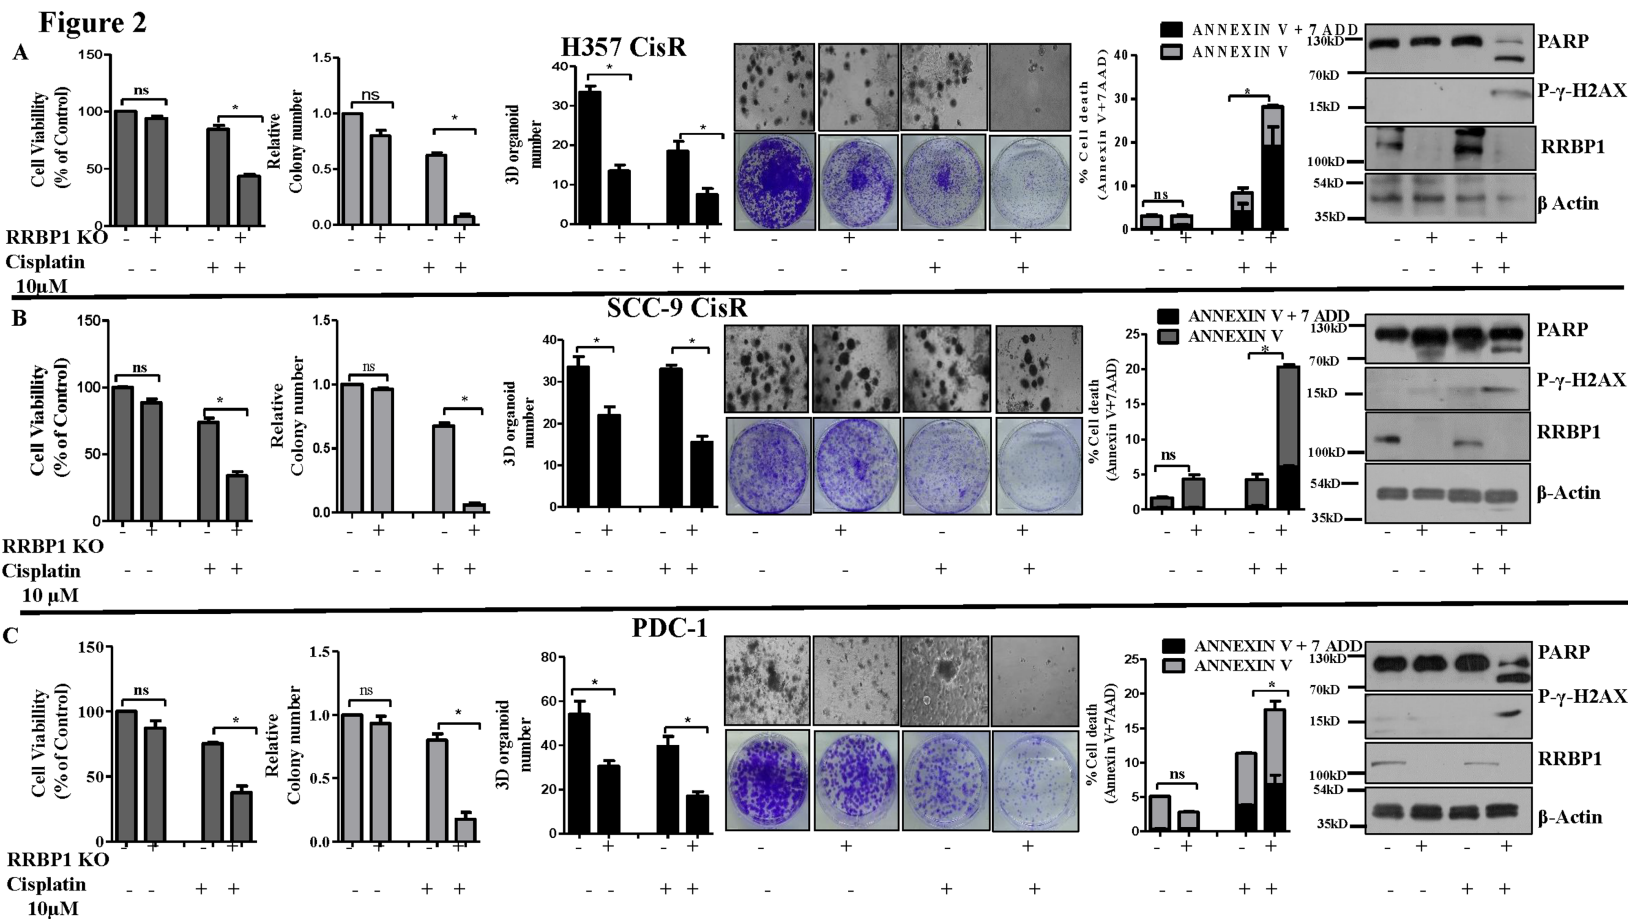 Figure 2
A
H357 CisR
Cell Viability
(% of Control)
150
100
50
0
ns
*
Relative
Colony number
1.5
1.0
0.5
0.0
ns
*
3D organoid
number
40
30
20
10
0
*
*
% Cell death
(Annexin V+7AAD)
40
30
20
10
0
ANNEXIN V + 7 ADD
ANNEXIN V
ns
*
130kD
PARP
70kD
P-γ-H2AX
15kD
RRBP1
100kD
54kD
β Actin
35kD
RRBP1 KO - + - + - + - + - + - + - + - + - + - + - + - +
Cisplatin - - + + - - + + - - + + - - + + - - + + - - + +
10μM
B
SCC-9 CisR
Cell Viability
(% of Control)
150
100
50
0
ns
*
Relative
Colony number
1.5
1.0
0.5
0.0
ns
*
3D organoid
number
40
30
20
10
0
*
*
% Cell death
(Annexin V+7AAD)
25
20
15
10
5
0
ANNEXIN V + 7 ADD
ANNEXIN V
ns
*
130kD
PARP
70kD
P-γ-H2AX
15kD
RRBP1
100kD
54kD
β-Actin
35kD
- + - + - + - + - + - + - + - + - + - + - + - +
RRBP1 KO
Cisplatin - - + + - - + + - - + + - - + + - - + + - - + +
10 μM
C
PDC-1
Cell Viability
(% of Control)
150
100
50
0
ns
*
Relative
Colony number
1.5
1.0
0.5
0.0
ns
*
3D organoid
number
80
60
40
20
0
*
*
%Cell death
(Annexin V+7AAD)
25
20
15
10
5
0
ANNEXIN V + 7 ADD
ANNEXIN V
ns
*
130kD
PARP
70kD
P-γ-H2AX
15kD
RRBP1
100kD
54kD
β-Actin
35kD
- + - + - + - + - + - + - + - + - + - + - + - +
RRBP1 KO
Cisplatin - - + + - - + + - - + + - - + + - - + + - - + +
10μM